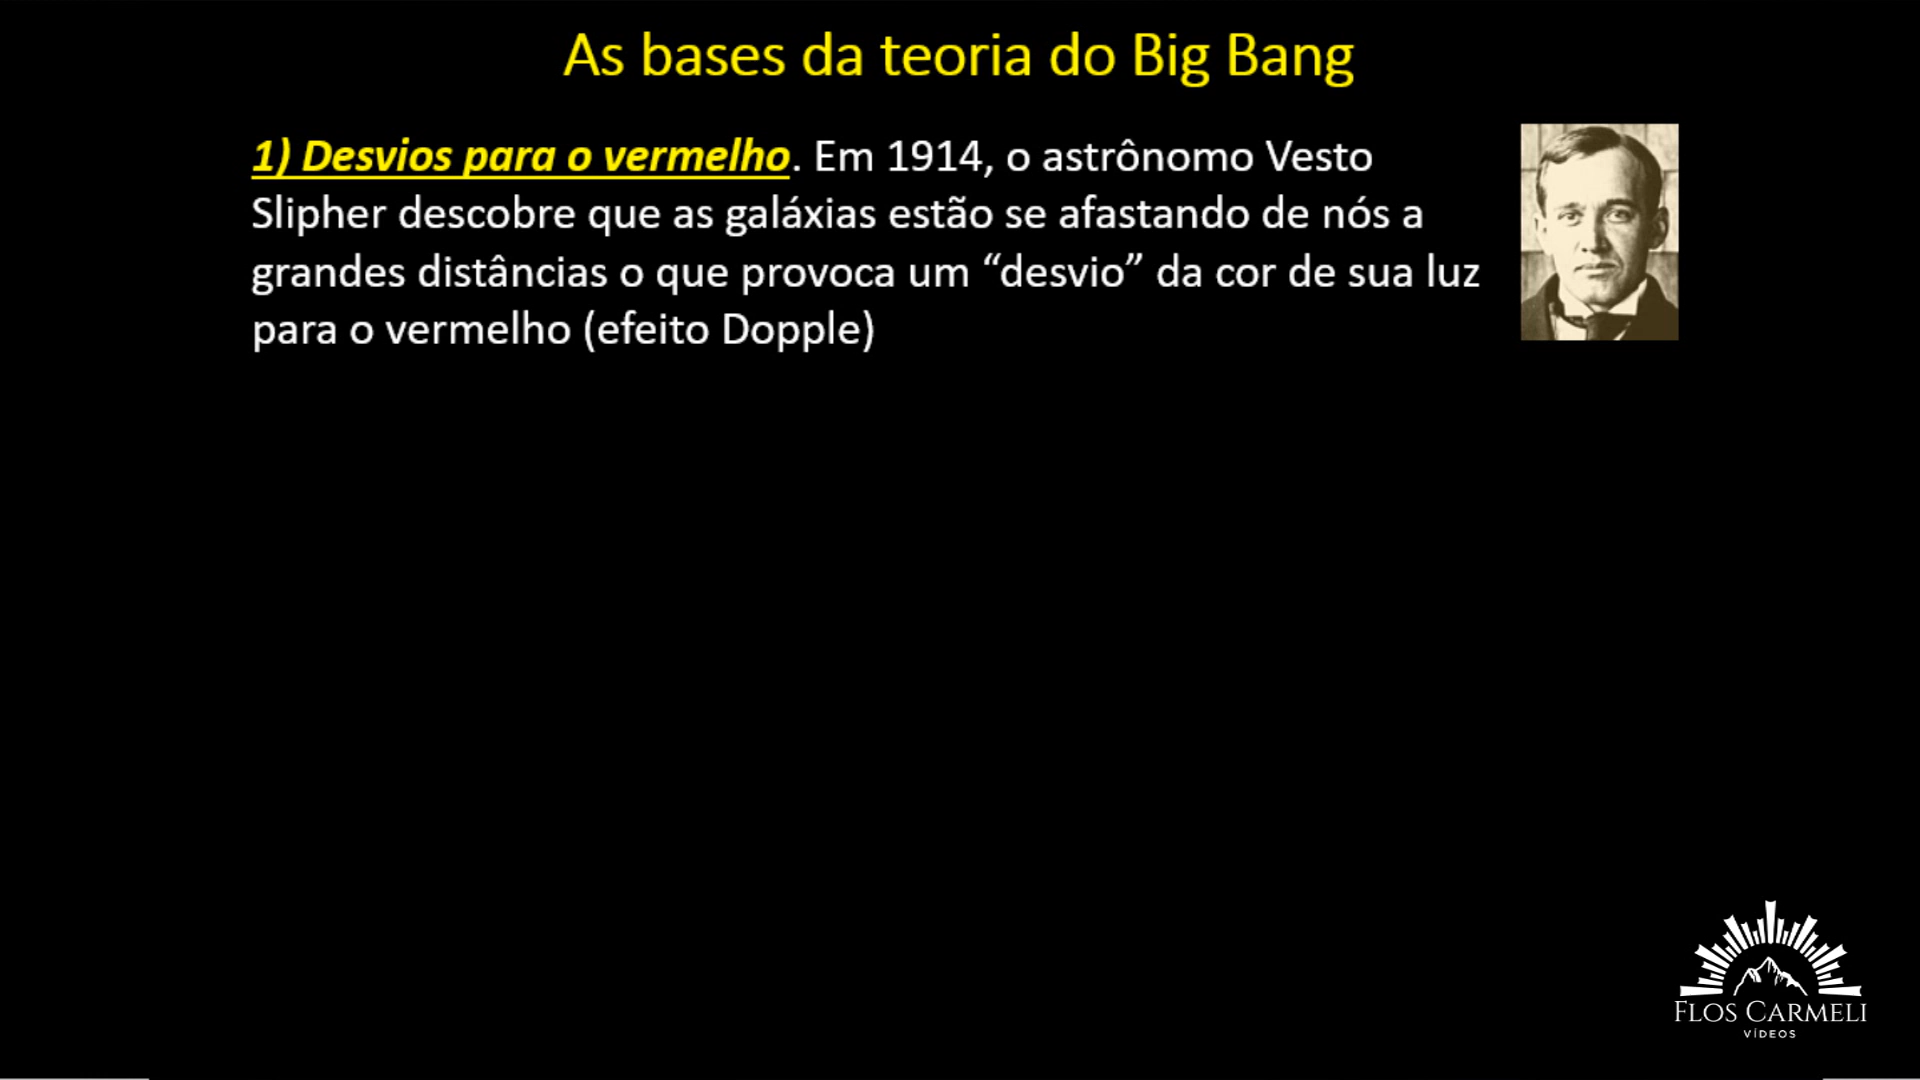 As bases da teoria do Big Bang
1) Desvios para o vermelho. Em 1914, o astrônomo Vesto
Slipher descobre que as galáxias estão se afastando de nós a
grandes distâncias o que provoca um “desvio” da cor de sua luz
para o vermelho (efeito Dopple)
FLOS CARMELI
VÍDEOS